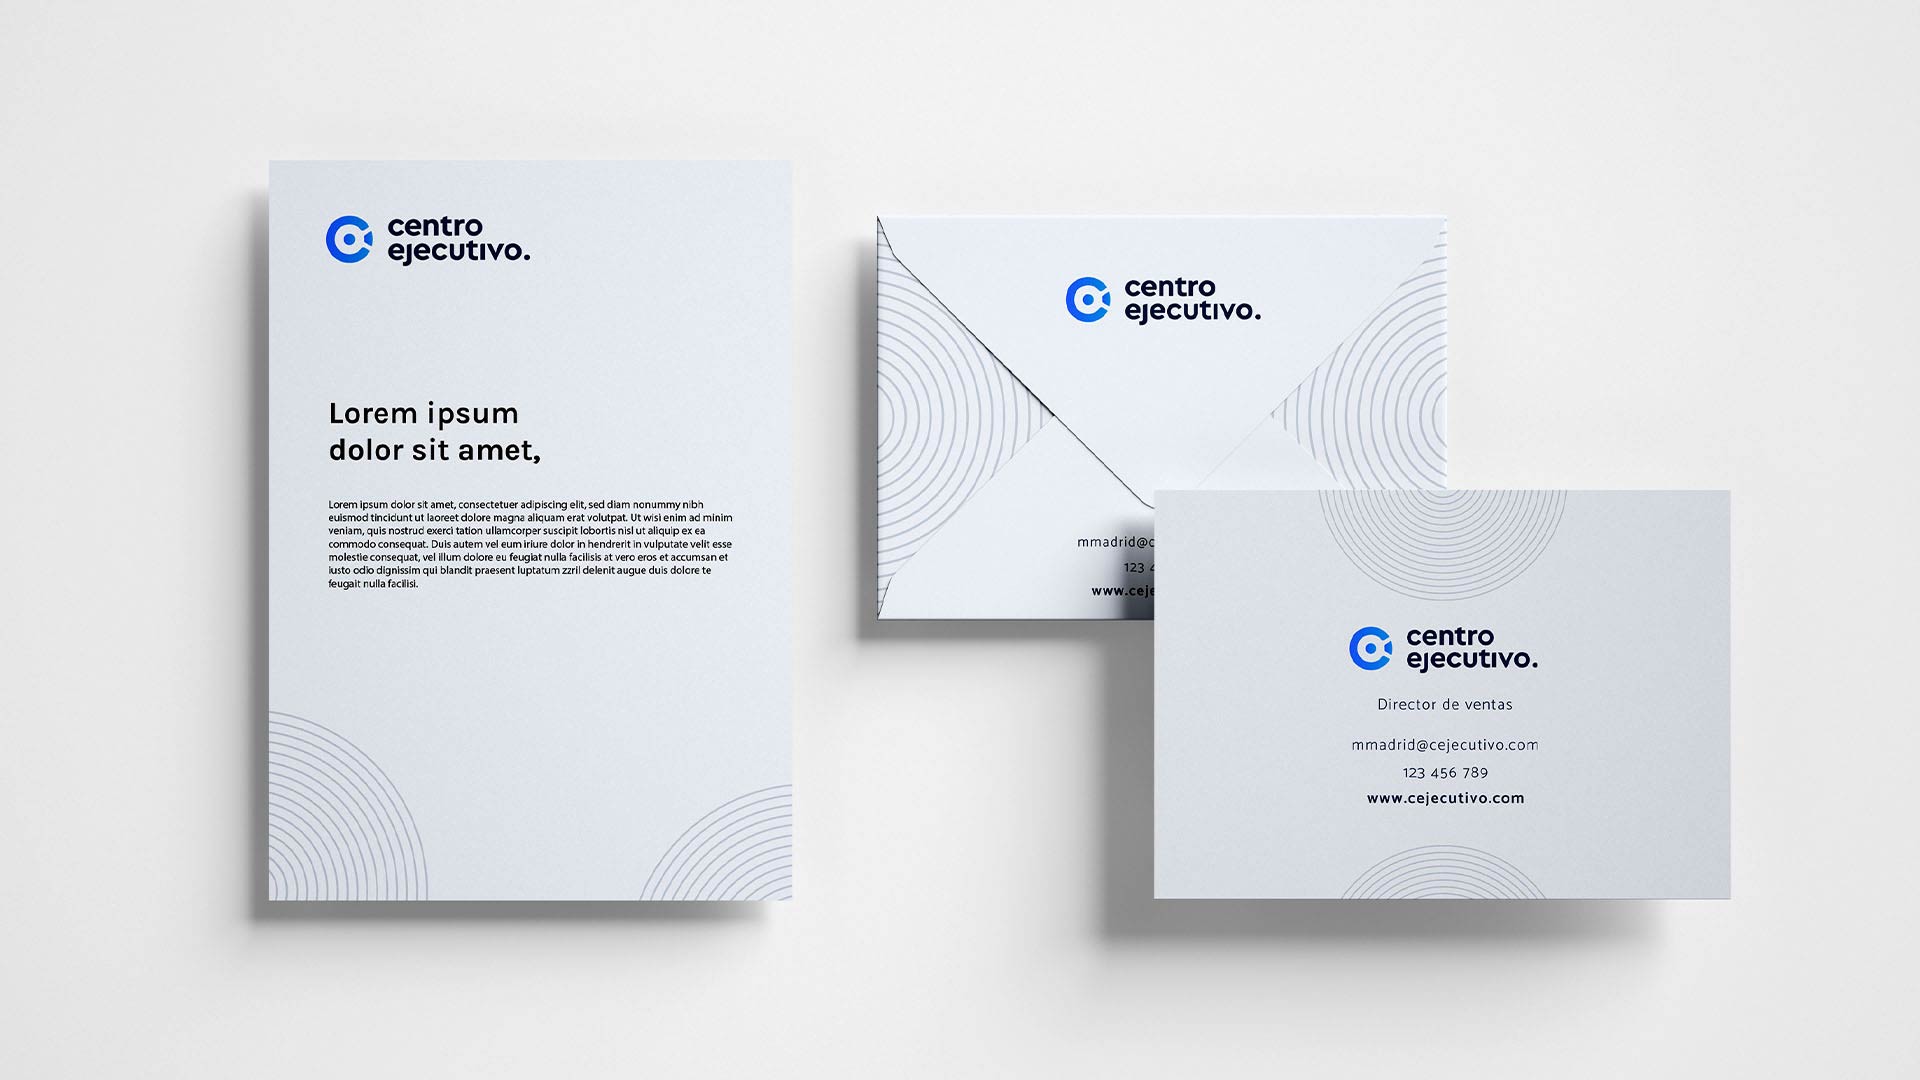 centro
ejecutivo.
Lorem ipsum
dolor sit amet,
Lorem ipsum dolor sit amet, consectetuer adipiscing elit, sed diam nonummy nibh
euismod tincidunt ut laoreet dolore magna aliquam erat volutpat. Ut wisi enim ad minim
veniam, quis nostrud exerci tation ullamcorper suscipit lobortis nisl ut aliquip ex ea
commodo consequat. Duis autem vel eum iriure dolor in hendrerit in vulputate velit esse
molestie consequat, vel illum dolore eu feugiat nulla facilisis at vero eros et accumsan et
iusto odio dignissim qui blandit praesent luptatum zzril delenit augue duis dolore te
feugait nulla facilisi.
centro
ejecutivo.
mmadrid@c
123 4
www.ceje
centro
ejecutivo.
Director de ventas
mmadrid@cejecutivo.com
123 456 789
www.cejecutivo.com